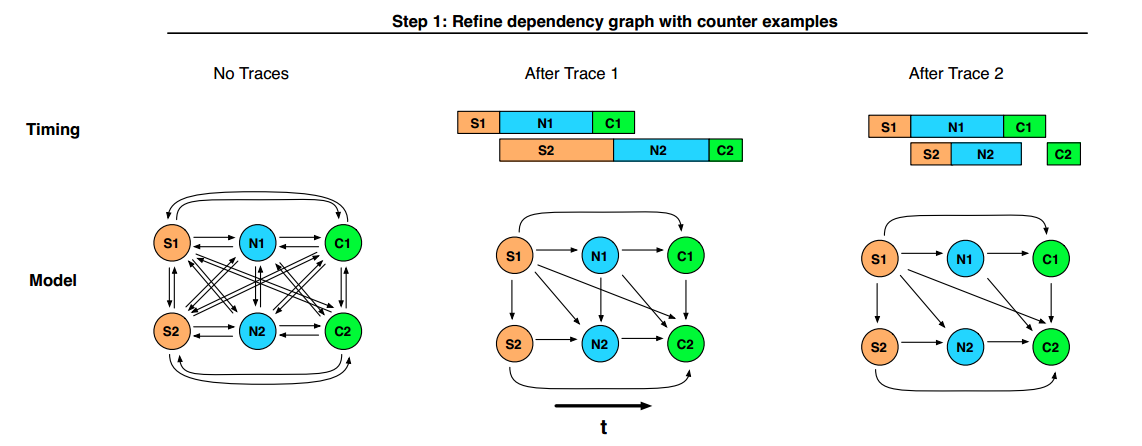 Step 1: Refine dependency graph with counter examples
No Traces After Trace 1 After Trace 2
Timing
S1 N1 C1
S2 N2 C2
S1 N1 C1
S2 N2 C2
Model
S1 N1 C1
S2 N2 C2
S1 N1 C1
S2 N2 C2
S1 N1 C1
S2 N2 C2
t